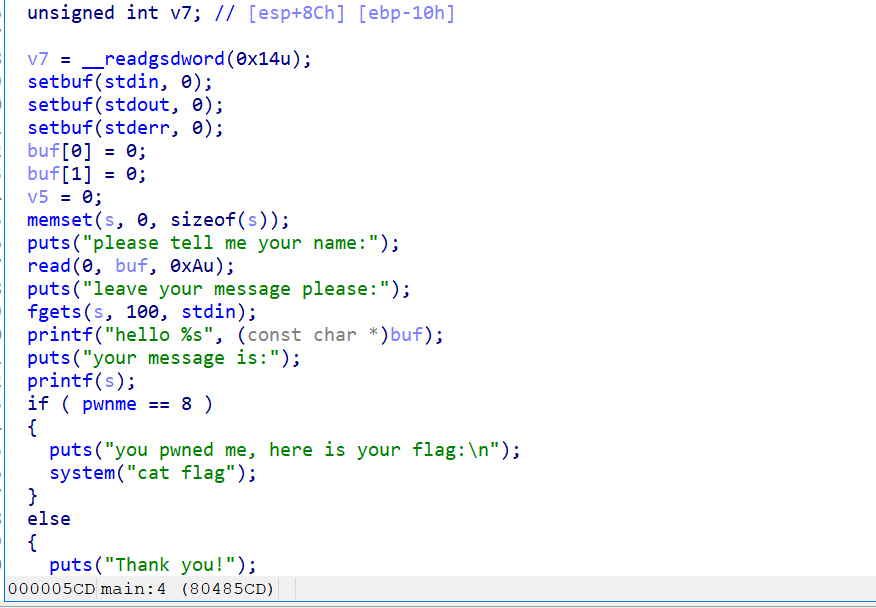 unsigned int v7; // [esp+8Ch] [ebp-10h]
v7 = __readgsdword(0x14u);
setbuf(stdin, 0);
setbuf(stdout, 0);
setbuf(stderr, 0);
buf[0] = 0;
buf[1] = 0;
v5 = 0;
memset(s, 0, sizeof(s));
puts("please tell me your name:");
read(0, buf, 0xAu);
puts("leave your message please:");
fgets(s, 100, stdin);
printf("hello %s", (const char *)buf);
puts("your message is:");
printf(s);
if ( pwnme == 8 )
{
puts("you pwned me, here is your flag:\n");
system("cat flag");
}
else
{
puts("Thank you!");
000005CD main:4 (80485CD)